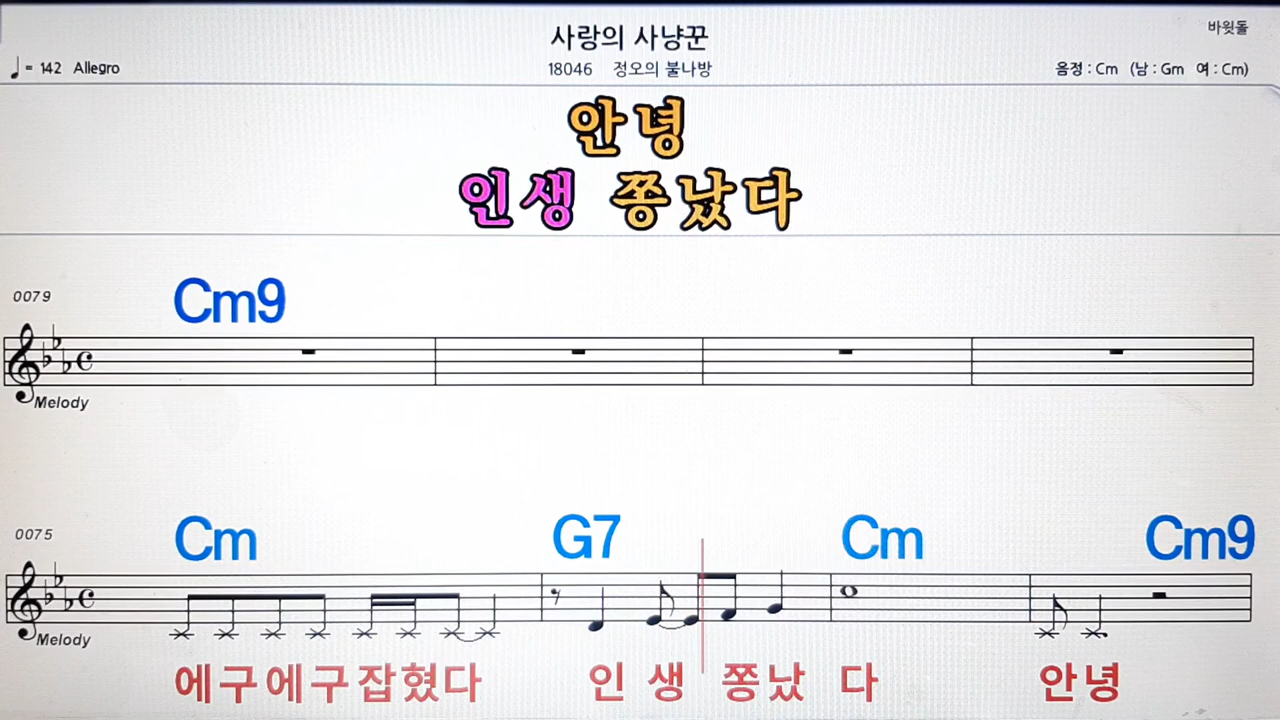 사랑의 사냥꾼
바윗돌
♩= 142 Allegro
18046 정오의 불나방
음정 : Cm (남 : Gm 여 : Cm)
안녕
인생 쫑났다
Cm9
0079
Melody
Cm G7 Cm Cm9
0075
Melody
에구에구잡혔다 인 생 쫑났 다 안녕